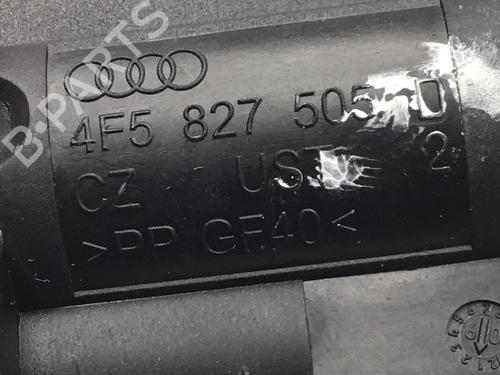 B-PARTS
4F5 827 505 D
CZ UST 2
>PP GF40<